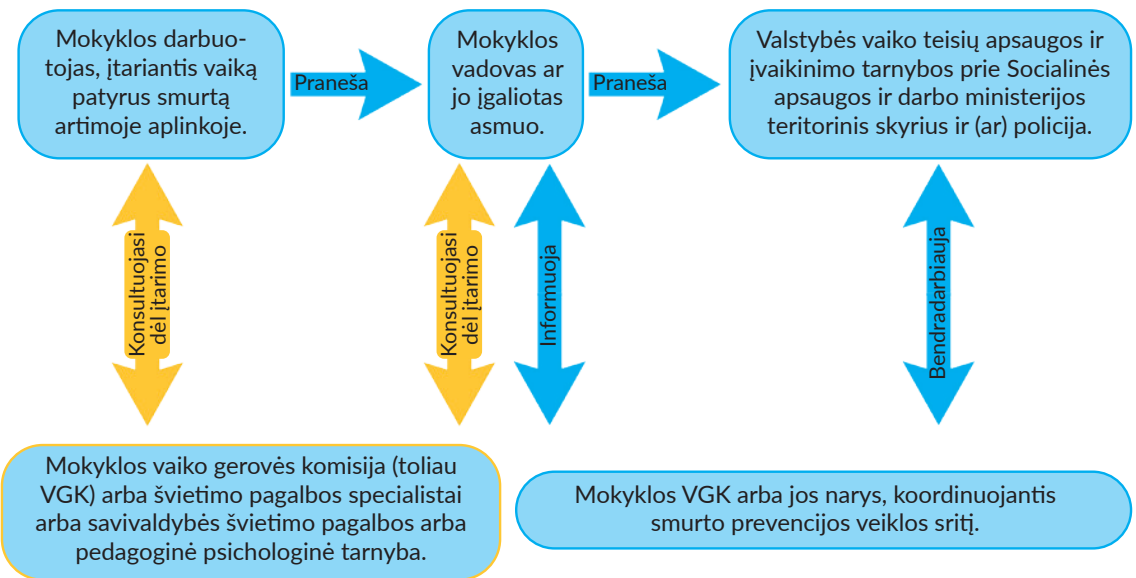 Mokyklos darbuo-
tojas, įtariantis vaiką
patyrus smurtą
artimoje aplinkoje.
Praneša
Mokyklos
vadovas ar
jo įgaliotas
asmuo.
Praneša
Valstybės vaiko teisių apsaugos ir
įvaikinimo tarnybos prie Socialinės
apsaugos ir darbo ministerijos
teritorinis skyrius ir (ar) policija.
Konsultuojasi
dėl įtarimo
Konsultuojasi
dėl įtarimo
Informuoja
Bendradarbiauja
Mokyklos vaiko gerovės komisija (toliau
VGK) arba švietimo pagalbos specialistai
arba savivaldybės švietimo pagalbos arba
pedagoginė psichologinė tarnyba.
Mokyklos VGK arba jos narys, koordinuojantis
smurto prevencijos veiklos sritį.